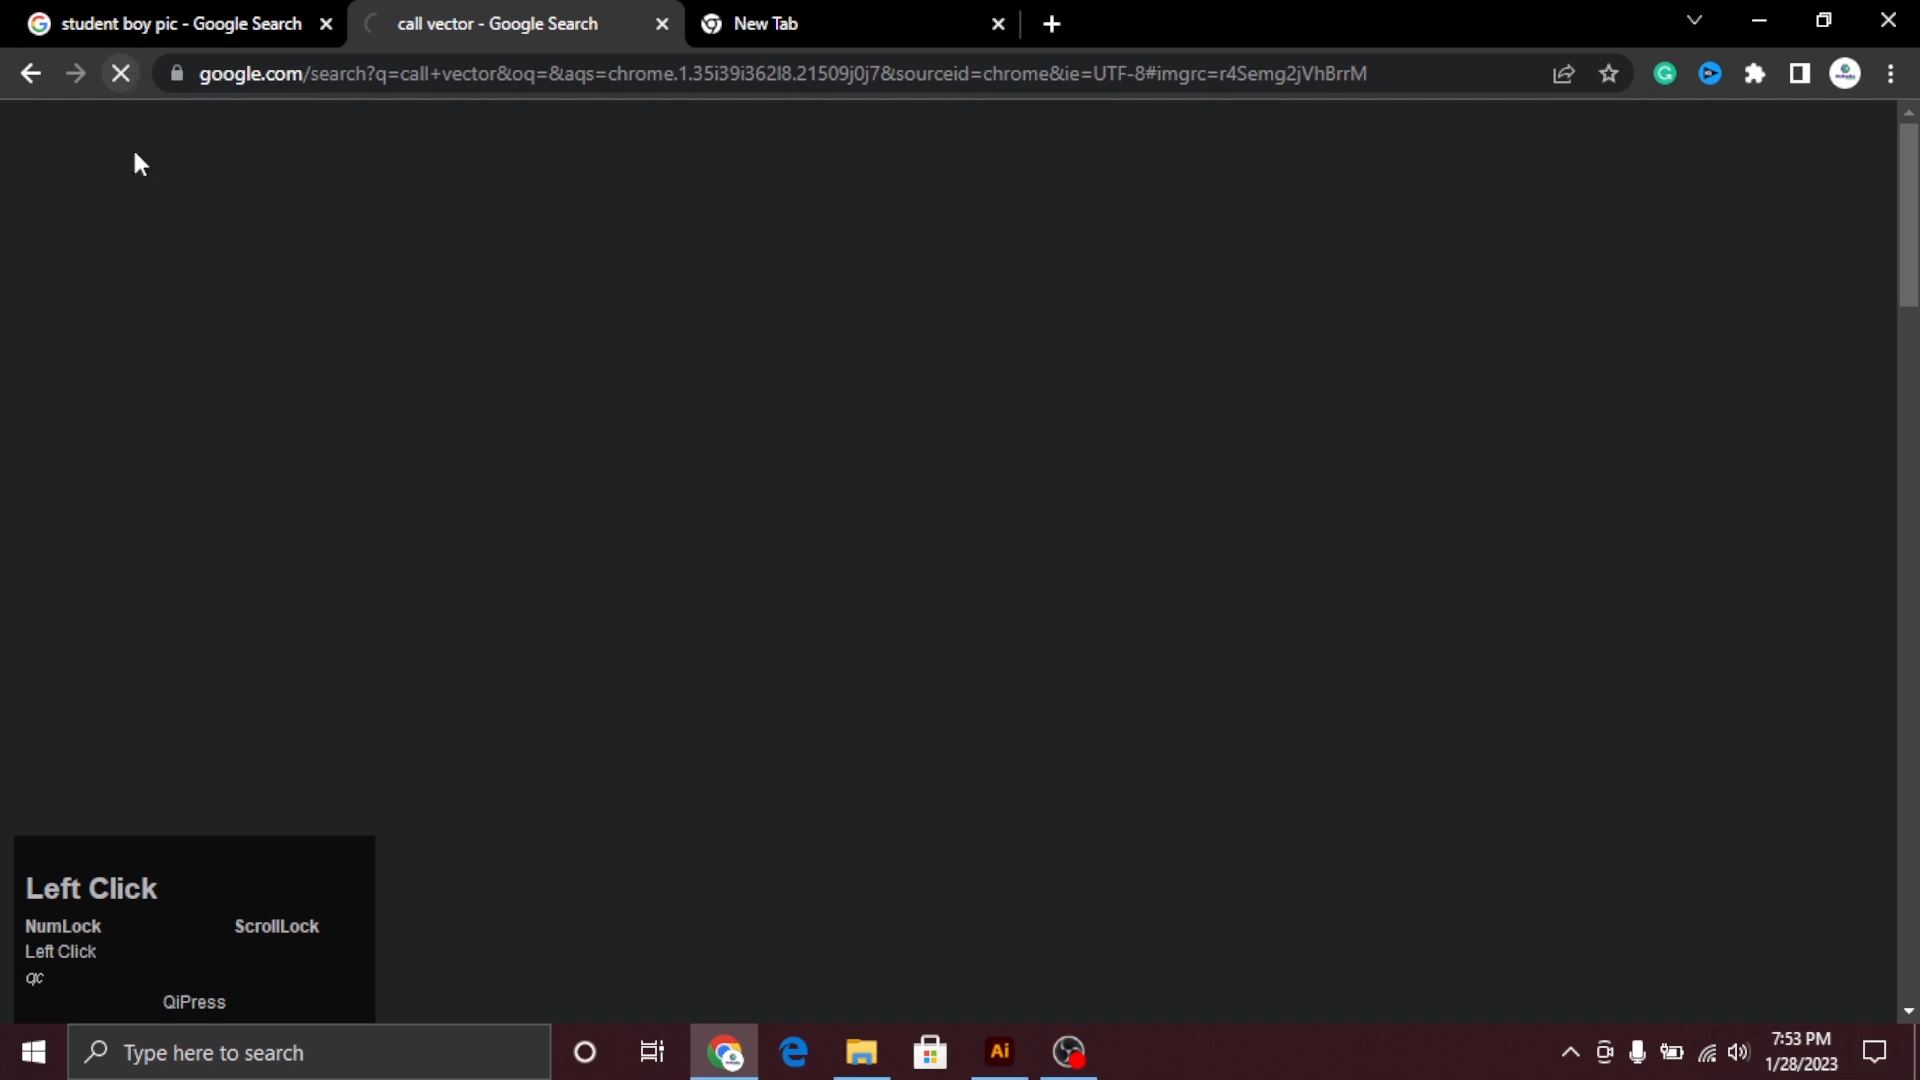 student boy pic - Google Search
call vector - Google Search
New Tab
google.com/search?q=call+vector&oq=&aqs=chrome.1.35i39i362l8.21509j0j7&sourceid=chrome&ie=UTF-8#imgrc=r4Semg2jVhBrrM
Left Click
NumLock ScrollLock
Left Click
qc
QiPress
Type here to search
Ai
7:53 PM
1/28/2023